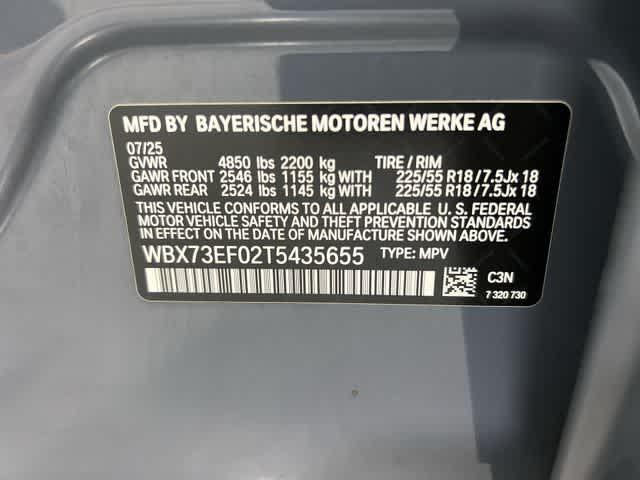 MFD BY BAYERISCHE MOTOREN WERKE AG
07/25
GVWR 4850 lbs 2200 kg TIRE / RIM
GAWR FRONT 2546 lbs 1155 kg WITH 225/55 R18 / 7.5Jx 18
GAWR REAR 2524 lbs 1145 kg WITH 225/55 R18 / 7.5Jx 18
THIS VEHICLE CONFORMS TO ALL APPLICABLE U. S. FEDERAL
MOTOR VEHICLE SAFETY AND THEFT PREVENTION STANDARDS
IN EFFECT ON THE DATE OF MANUFACTURE SHOWN ABOVE.
WBX73EF02T5435655 TYPE: MPV
C3N
7 320 730